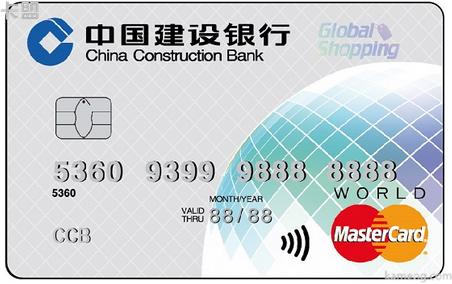 卡盟
中国建设银行
China Construction Bank
Global
Shopping
5360 9399 9888 8888
5360
WORLD
MONTH/YEAR
VALID
THRU
88/88
CCB
MasterCard
kameng.com